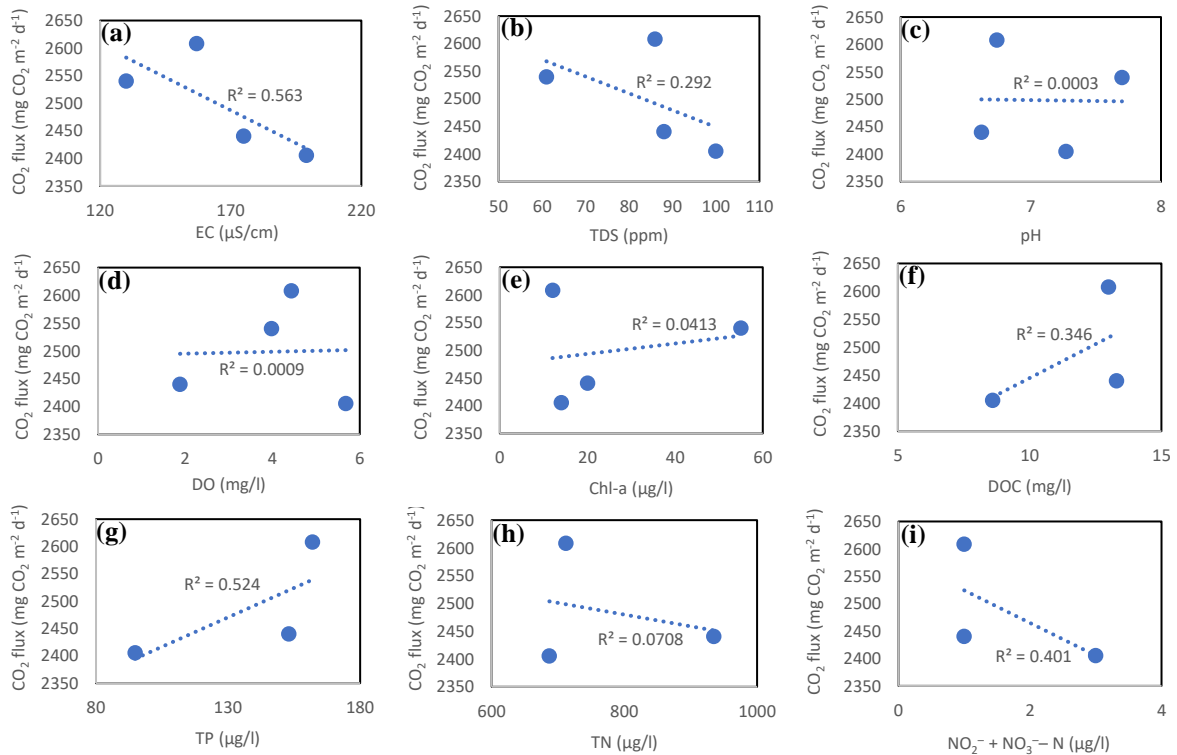 (a)
CO₂ flux (mg CO₂ m⁻² d⁻¹)
2650
2600
2550
2500
2450
2400
2350
R² = 0.563
120
170
220
EC (µS/cm)
(b)
CO₂ flux (mg CO₂ m⁻² d⁻¹)
2650
2600
2550
2500
2450
2400
2350
R² = 0.292
50
60
70
80
90
100
110
TDS (ppm)
(c)
CO₂ flux (mg CO₂ m⁻² d⁻¹)
2650
2600
2550
2500
2450
2400
2350
R² = 0.0003
6
7
8
pH
(d)
CO₂ flux (mg CO₂ m⁻² d⁻¹)
2650
2600
2550
2500
2450
2400
2350
R² = 0.0009
0
2
4
6
DO (mg/l)
(e)
CO₂ flux (mg CO₂ m⁻² d⁻¹)
2650
2600
2550
2500
2450
2400
2350
R² = 0.0413
0
20
40
60
Chl-a (µg/l)
(f)
CO₂ flux (mg CO₂ m⁻² d⁻¹)
2650
2600
2550
2500
2450
2400
2350
R² = 0.346
5
10
15
DOC (mg/l)
(g)
CO₂ flux (mg CO₂ m⁻² d⁻¹)
2650
2600
2550
2500
2450
2400
2350
R² = 0.524
80
130
180
TP (µg/l)
(h)
CO₂ flux (mg CO₂ m⁻² d⁻¹)
2650
2600
2550
2500
2450
2400
2350
R² = 0.0708
600
800
1000
TN (µg/l)
(i)
CO₂ flux (mg CO₂ m⁻² d⁻¹)
2650
2600
2550
2500
2450
2400
2350
R² = 0.401
0
2
4
NO₂⁻ + NO₃⁻– N (µg/l)